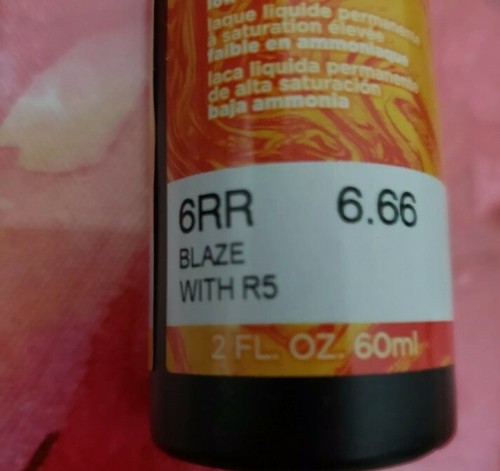 laque liquide permanente
à saturation élevée
faible en ammoniaque
laca liquida permanente
de alta saturación
baja ammonia
6RR 6.66
BLAZE
WITH R5
2 FL. OZ. 60ml